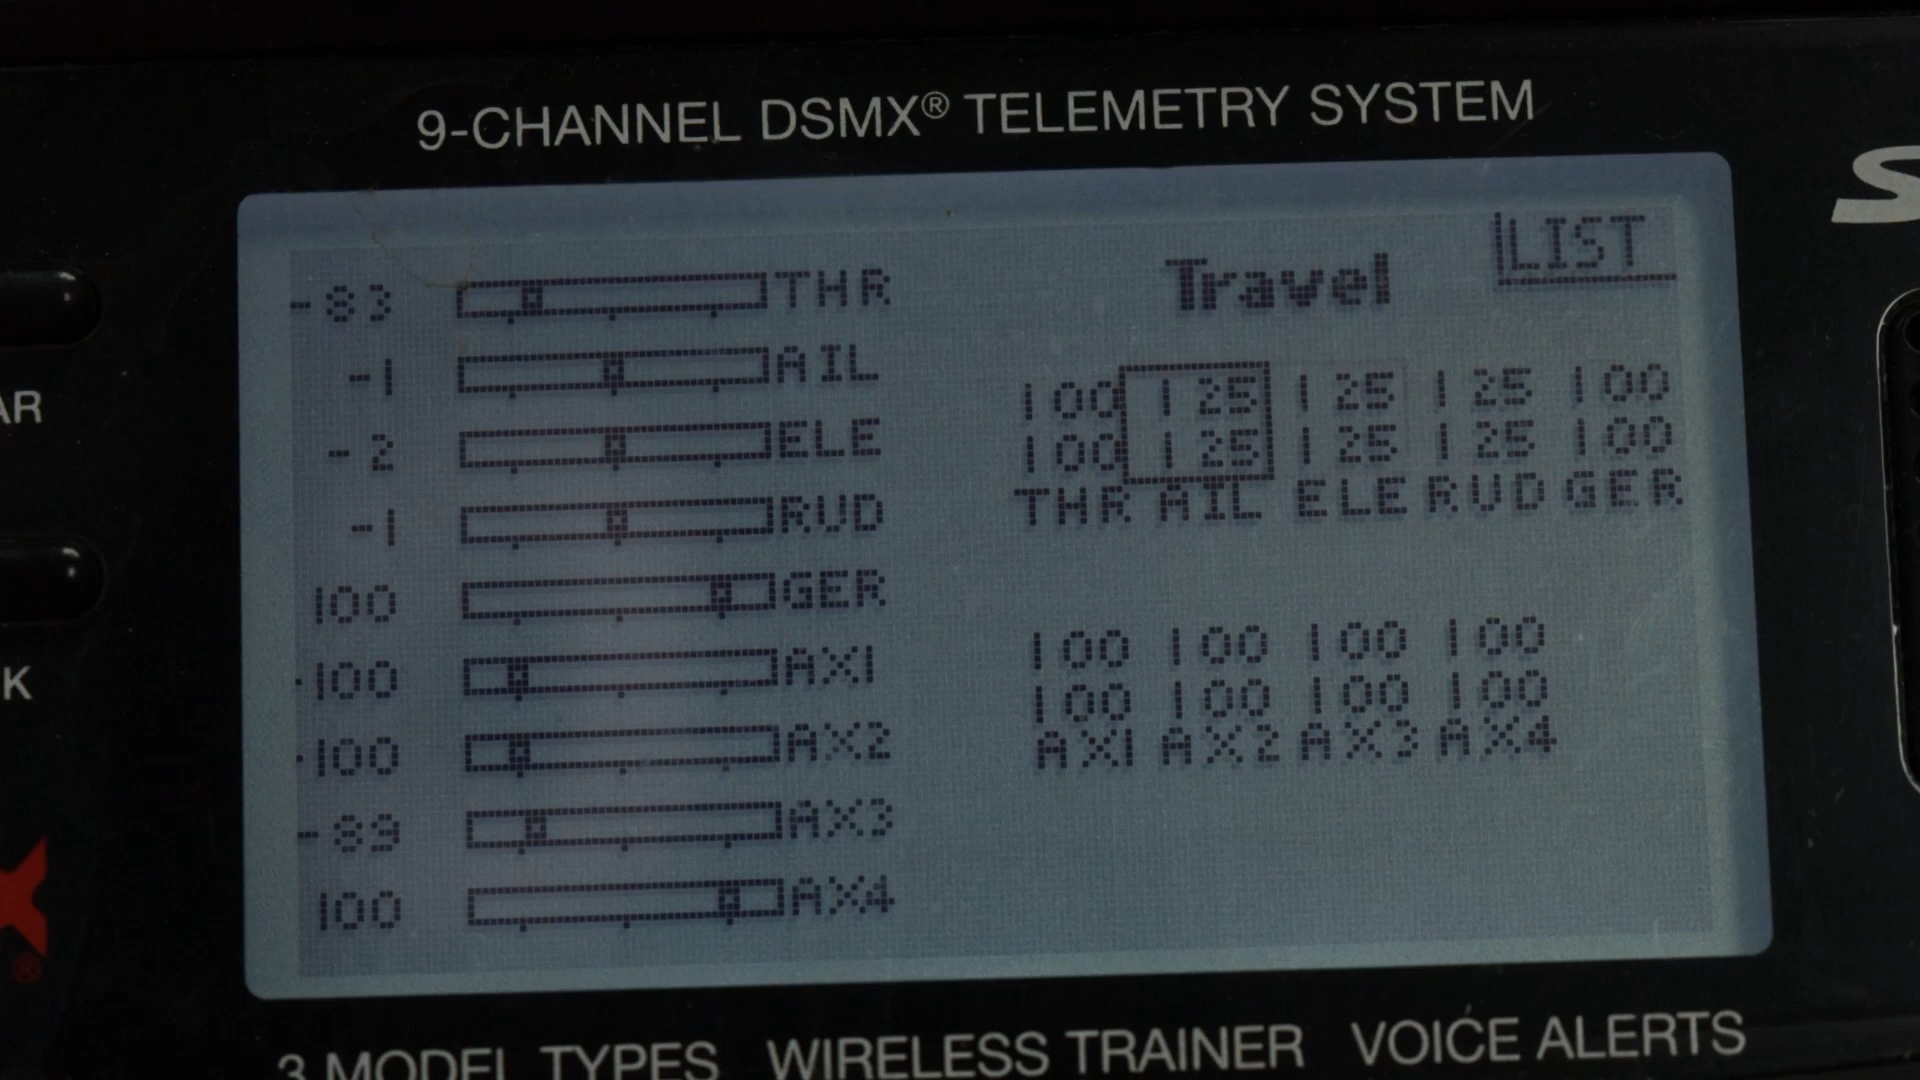 9-CHANNEL DSMX® TELEMETRY SYSTEM
LIST
Travel
-83 THR
-1 AIL
-2 ELE
-1 RUD
100 GER
-100 AX1
-100 AX2
-89 AX3
100 AX4
100 125 125 125 100
100 125 125 125 100
THR AIL ELE RUD GER
100 100 100 100
100 100 100 100
AX1 AX2 AX3 AX4
AR
K
X®
S
3 MODEL TYPES WIRELESS TRAINER VOICE ALERTS